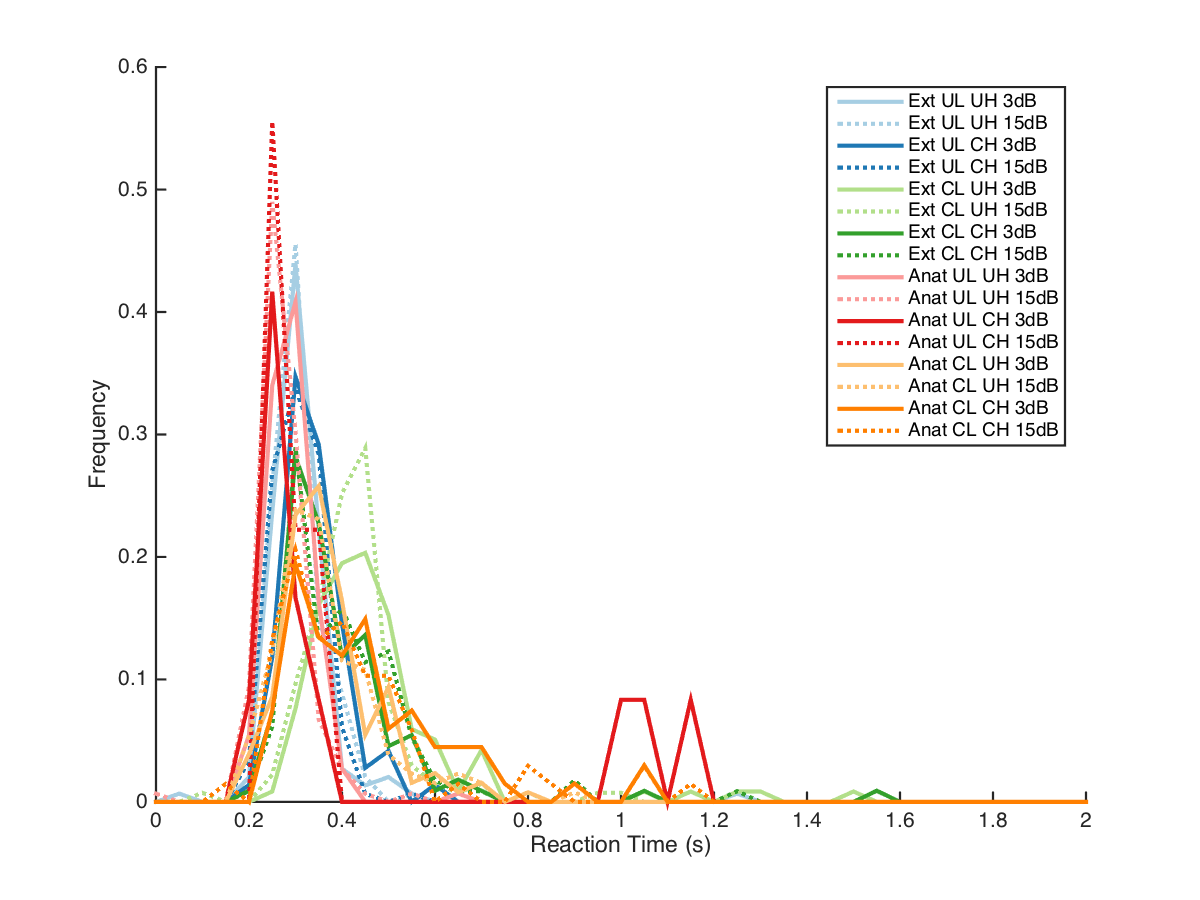 0.6
0.5
0.4
0.3
0.2
0.1
0
Frequency
0 0.2 0.4 0.6 0.8 1 1.2 1.4 1.6 1.8 2
Reaction Time (s)
Ext UL UH 3dB
Ext UL UH 15dB
Ext UL CH 3dB
Ext UL CH 15dB
Ext CL UH 3dB
Ext CL UH 15dB
Ext CL CH 3dB
Ext CL CH 15dB
Anat UL UH 3dB
Anat UL UH 15dB
Anat UL CH 3dB
Anat UL CH 15dB
Anat CL UH 3dB
Anat CL UH 15dB
Anat CL CH 3dB
Anat CL CH 15dB